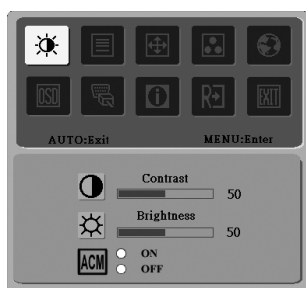 OSD
i
R
EXIT
AUTO:Exit MENU:Enter
Contrast
50
Brightness
50
ACM ON
OFF